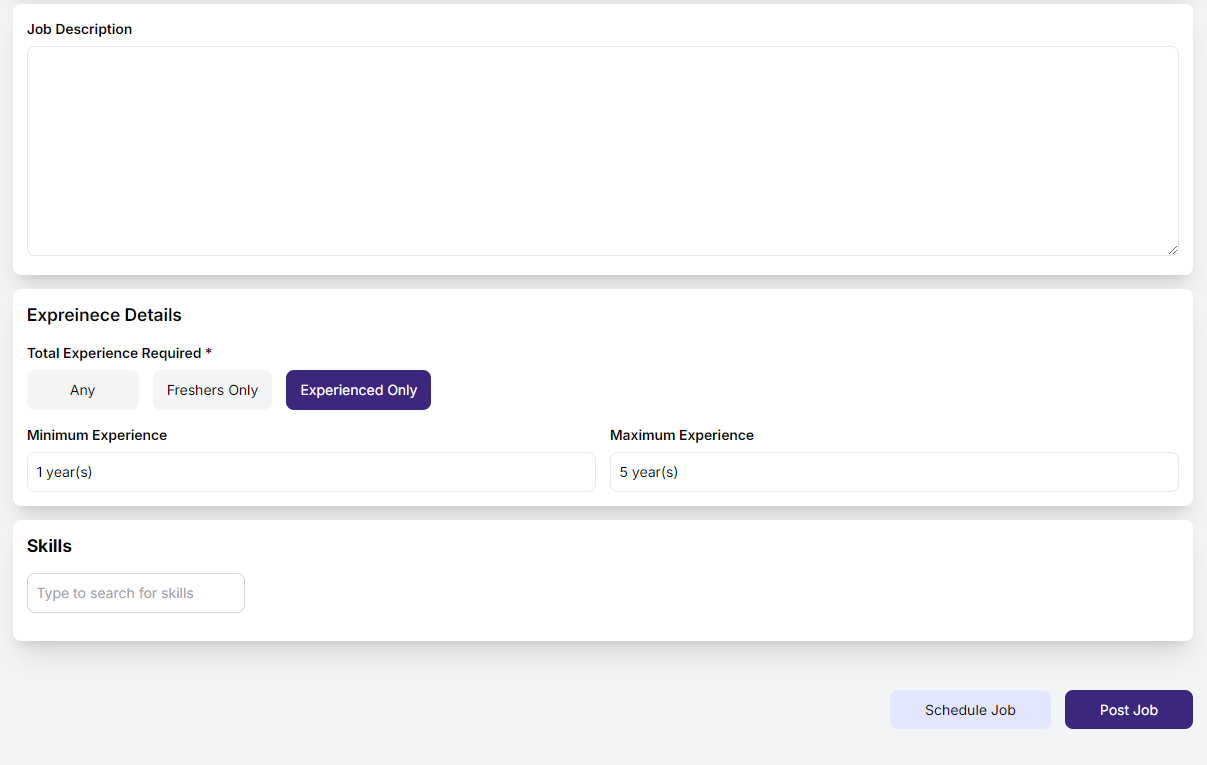 Job Description
Expreinece Details
Total Experience Required *
Any Freshers Only Experienced Only
Minimum Experience Maximum Experience
1 year(s) 5 year(s)
Skills
Type to search for skills
Schedule Job Post Job